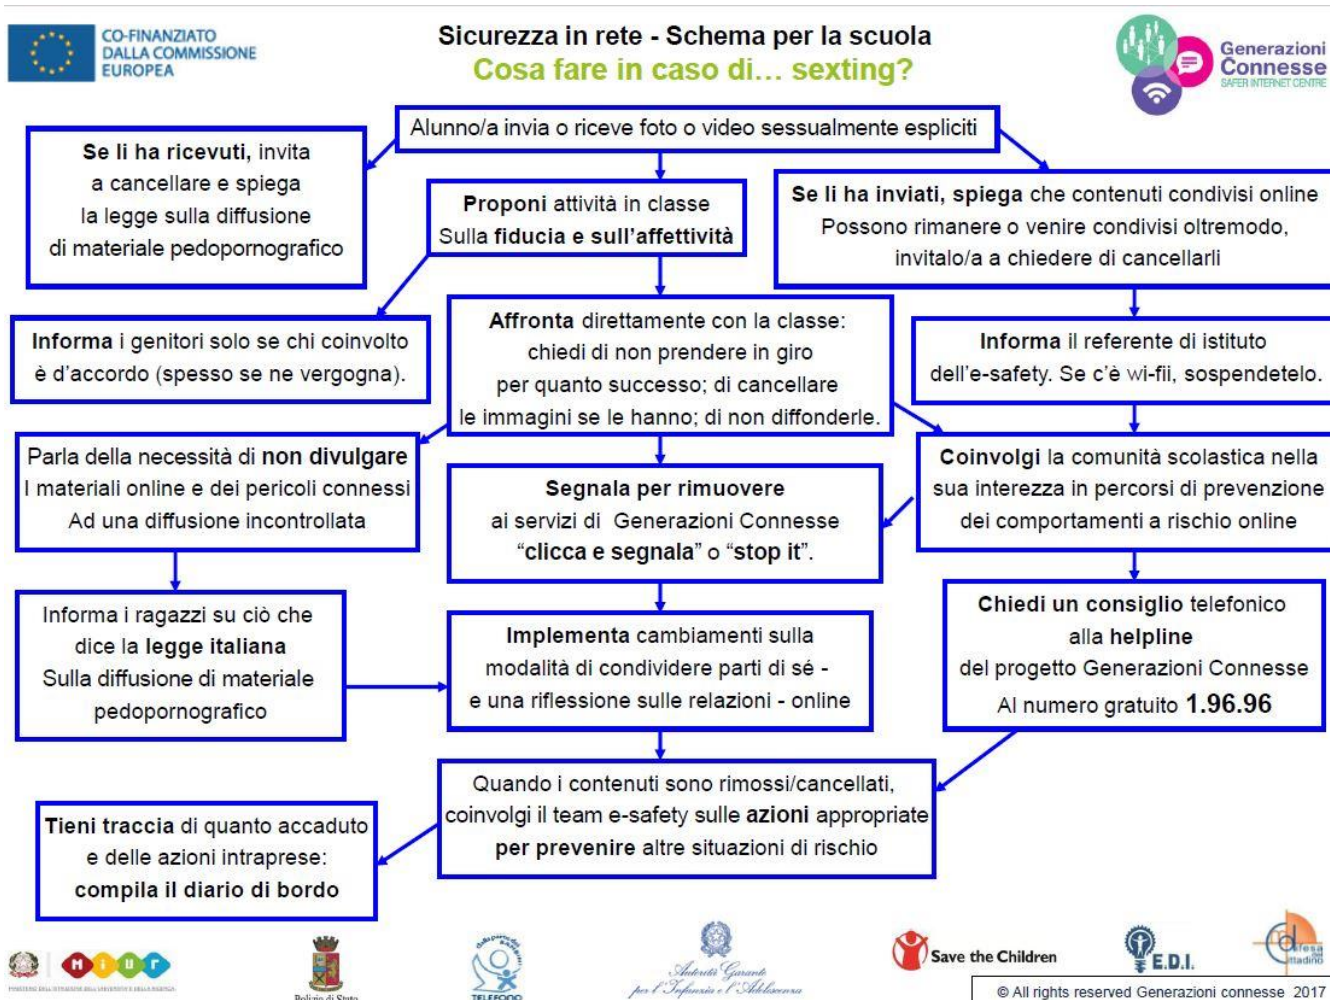 CO-FINANZIATO
DALLA COMMISSIONE
EUROPEA
Sicurezza in rete - Schema per la scuola
Cosa fare in caso di... sexting?
Generazioni
Connesse
SAFER INTERNET CENTRE
Alunno/a invia o riceve foto o video sessualmente espliciti
Se li ha ricevuti, invita
a cancellare e spiega
la legge sulla diffusione
di materiale pedopornografico
Proponi attività in classe
Sulla fiducia e sull'affettività
Se li ha inviati, spiega che contenuti condivisi online
Possono rimanere o venire condivisi oltremodo,
invitalo/a a chiedere di cancellarli
Informa i genitori solo se chi coinvolto
è d'accordo (spesso se ne vergogna).
Affronta direttamente con la classe:
chiedi di non prendere in giro
per quanto successo; di cancellare
le immagini se le hanno; di non diffonderle.
Informa il referente di istituto
dell'e-safety. Se c'è wi-fii, sospendetelo.
Parla della necessità di non divulgare
I materiali online e dei pericoli connessi
Ad una diffusione incontrollata
Segnala per rimuovere
ai servizi di Generazioni Connesse
“clicca e segnala” o “stop it”.
Coinvolgi la comunità scolastica nella
sua interezza in percorsi di prevenzione
dei comportamenti a rischio online
Informa i ragazzi su ciò che
dice la legge italiana
Sulla diffusione di materiale
pedopornografico
Implementa cambiamenti sulla
modalità di condividere parti di sé -
e una riflessione sulle relazioni - online
Chiedi un consiglio telefonico
alla helpline
del progetto Generazioni Connesse
Al numero gratuito 1.96.96
Quando i contenuti sono rimossi/cancellati,
coinvolgi il team e-safety sulle azioni appropriate
per prevenire altre situazioni di rischio
Tieni traccia di quanto accaduto
e delle azioni intraprese:
compila il diario di bordo
miur
Polizia di Stato
TELEFONO
Autorità Garante
per l'Infanzia e l'Adolescenza
Save the Children
E.D.I.
difesa
cittadino
© All rights reserved Generazioni connesse 2017